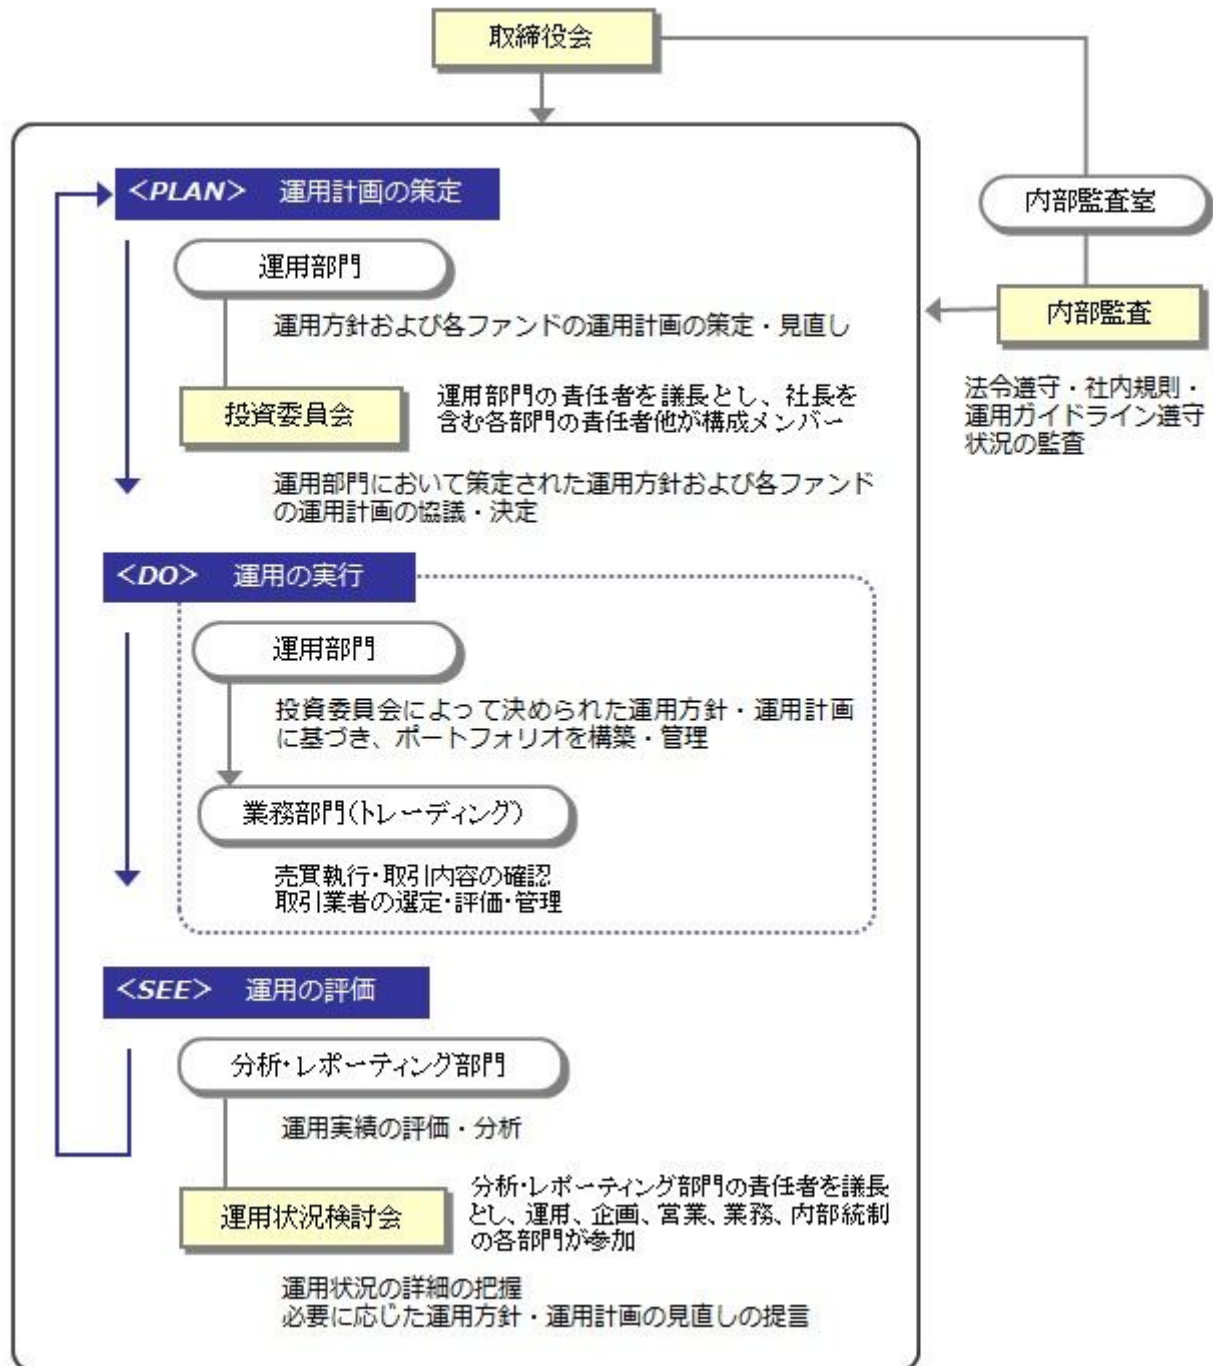 取締役会
<PLAN> 運用計画の策定
運用部門
運用方針および各ファンドの運用計画の策定・見直し
投資委員会
運用部門の責任者を議長とし、社長を
含む各部門の責任者他が構成メンバー
運用部門において策定された運用方針および各ファンド
の運用計画の協議・決定
<DO> 運用の実行
運用部門
投資委員会によって決められた運用方針・運用計画
に基づき、ポートフォリオを構築・管理
業務部門(トレーディング)
売買執行・取引内容の確認
取引業者の選定・評価・管理
<SEE> 運用の評価
分析・レポーティング部門
運用実績の評価・分析
運用状況検討会
分析・レポーティング部門の責任者を議長
とし、運用、企画、営業、業務、内部統制
の各部門が参加
運用状況の詳細の把握
必要に応じた運用方針・運用計画の見直しの提言
内部監査室
内部監査
法令遵守・社内規則・
運用ガイドライン遵守
状況の監査